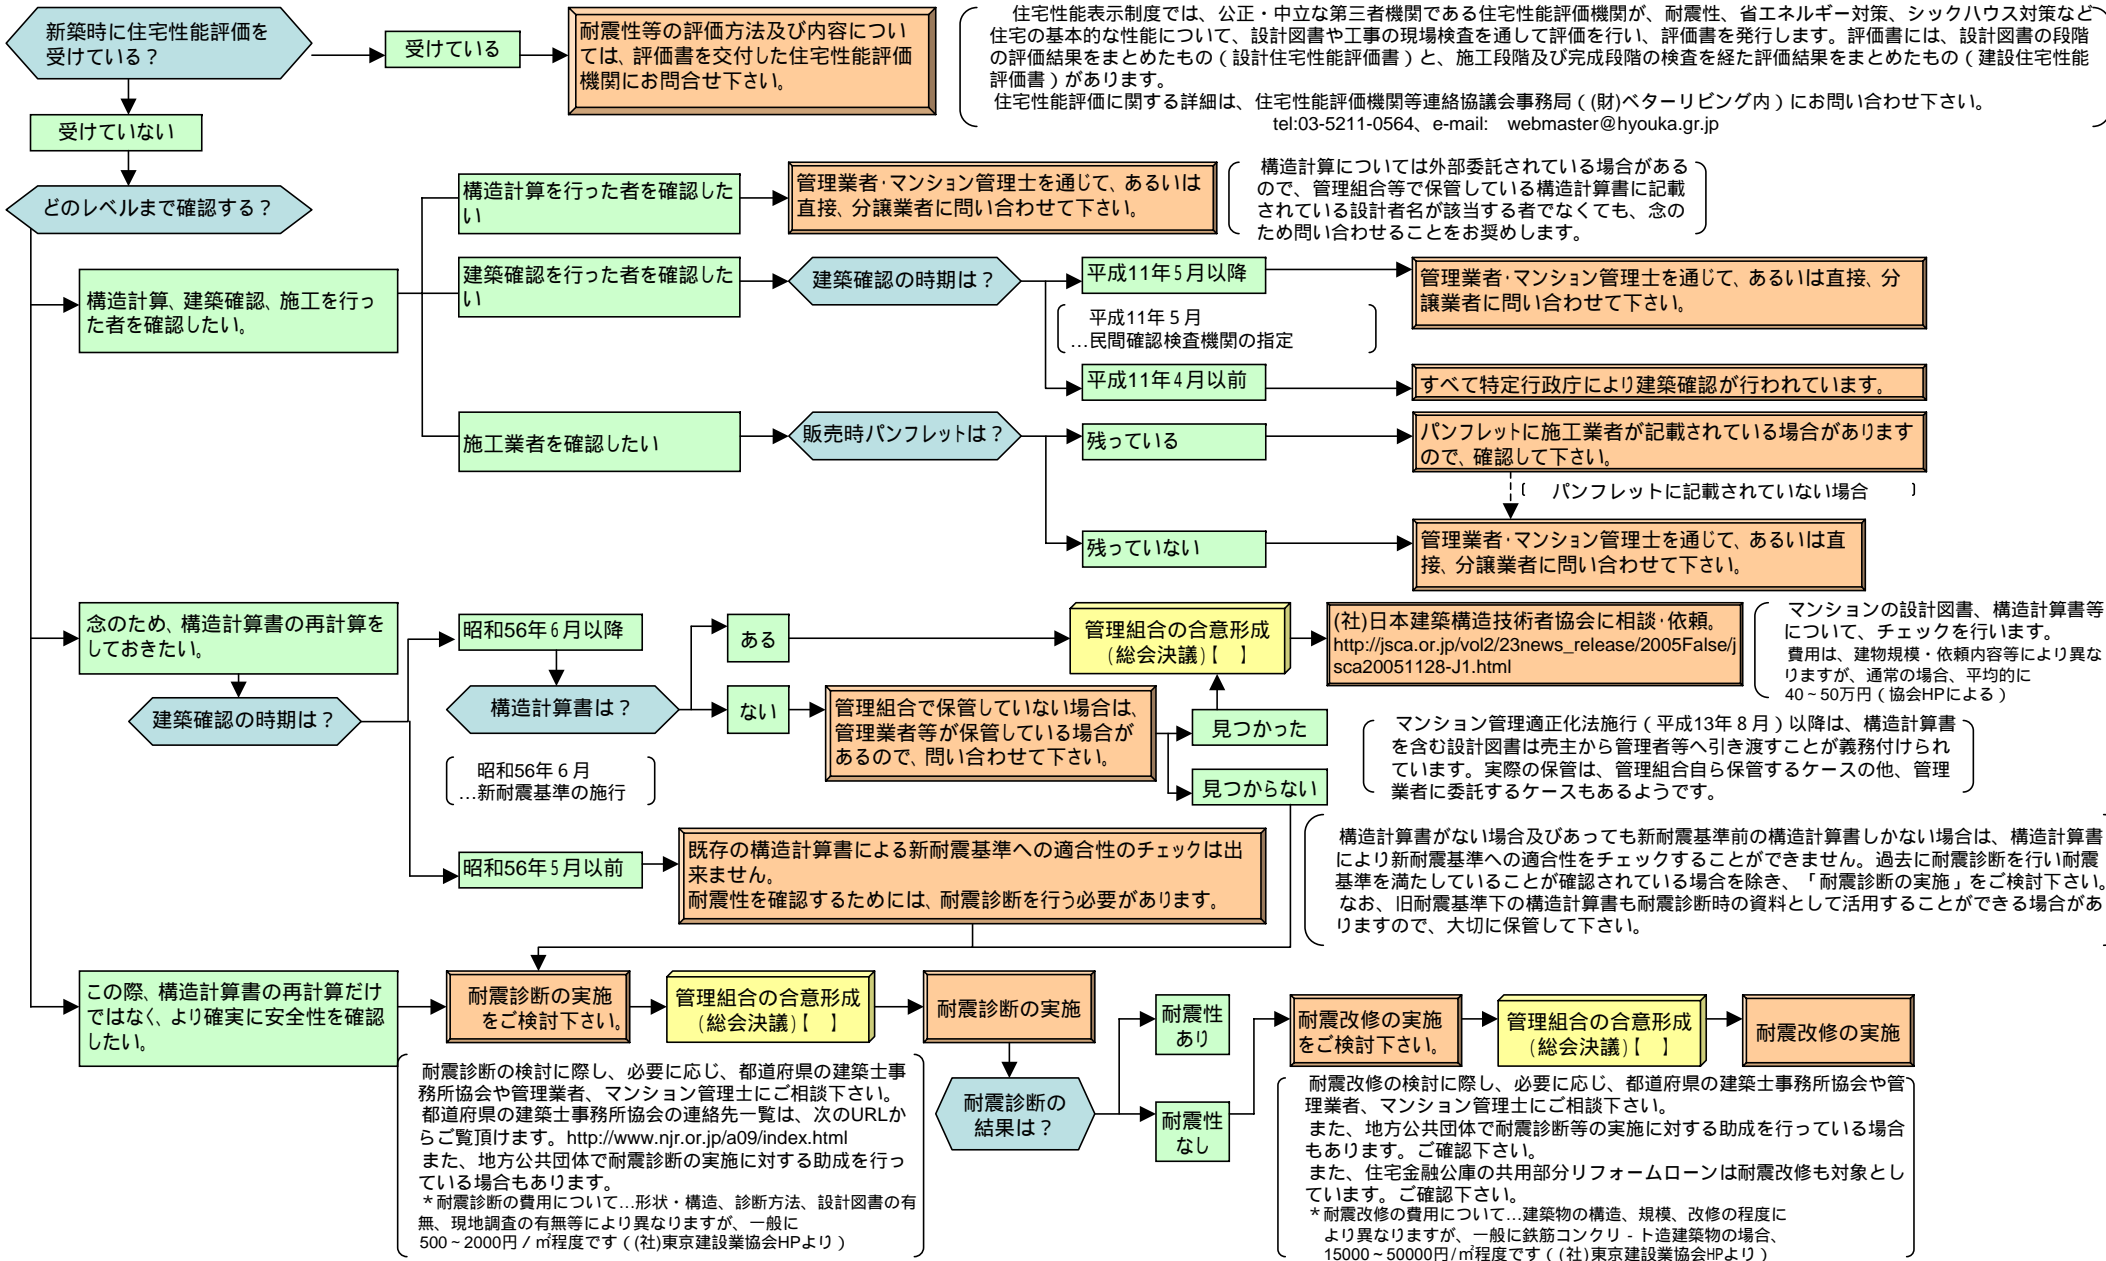 新築時に住宅性能評価を
受けている？
受けている
耐震性等の評価方法及び内容につい
ては、評価書を交付した住宅性能評価
機関にお問合せ下さい。
住宅性能表示制度では、公正・中立な第三者機関である住宅性能評価機関が、耐震性、省エネルギー対策、シックハウス対策など
住宅の基本的な性能について、設計図書や工事の現場検査を通して評価を行い、評価書を発行します。評価書には、設計図書の段階
の評価結果をまとめたもの（設計住宅性能評価書）と、施工段階及び完成段階の検査を経た評価結果をまとめたもの（建設住宅性能
評価書）があります。
住宅性能評価に関する詳細は、住宅性能評価機関等連絡協議会事務局（(財)ベターリビング内）にお問い合わせ下さい。
tel:03-5211-0564、e-mail: webmaster@hyouka.gr.jp
受けていない
どのレベルまで確認する？
構造計算、建築確認、施工を行っ
た者を確認したい。
構造計算を行った者を確認した
い
管理業者・マンション管理士を通じて、あるいは
直接、分譲業者に問い合わせて下さい。
構造計算については外部委託されている場合がある
ので、管理組合等で保管している構造計算書に記載
されている設計者名が該当する者でなくても、念の
ため問い合わせることをお奨めします。
建築確認を行った者を確認した
い
建築確認の時期は？
平成11年5月以降
管理業者・マンション管理士を通じて、あるいは直接、分
譲業者に問い合わせて下さい。
平成11年５月
…民間確認検査機関の指定
平成11年4月以前
すべて特定行政庁により建築確認が行われています。
施工業者を確認したい
販売時パンフレットは？
残っている
パンフレットに施工業者が記載されている場合があります
ので、確認して下さい。
パンフレットに記載されていない場合
残っていない
管理業者・マンション管理士を通じて、あるいは直
接、分譲業者に問い合わせて下さい。
念のため、構造計算書の再計算を
しておきたい。
建築確認の時期は？
昭和56年6月以降
構造計算書は？
昭和56年６月
…新耐震基準の施行
ある
管理組合の合意形成
(総会決議)【　】
(社)日本建築構造技術者協会に相談・依頼。
http://jsca.or.jp/vol2/23news_release/2005False/j
sca20051128-J1.html
マンションの設計図書、構造計算書等
について、チェックを行います。
費用は、建物規模・依頼内容等により異な
りますが、通常の場合、平均的に
40～50万円（協会HPによる）
ない
管理組合で保管していない場合は、
管理業者等が保管している場合が
あるので、問い合わせて下さい。
見つかった
見つからない
マンション管理適正化法施行（平成13年８月）以降は、構造計算書
を含む設計図書は売主から管理者等へ引き渡すことが義務付けられ
ています。実際の保管は、管理組合自ら保管するケースの他、管理
業者に委託するケースもあるようです。
昭和56年5月以前
既存の構造計算書による新耐震基準への適合性のチェックは出
来ません。
耐震性を確認するためには、耐震診断を行う必要があります。
構造計算書がない場合及びあっても新耐震基準前の構造計算書しかない場合は、構造計算書
により新耐震基準への適合性をチェックすることができません。過去に耐震診断を行い耐震
基準を満たしていることが確認されている場合を除き、「耐震診断の実施」をご検討下さい。
なお、旧耐震基準下の構造計算書も耐震診断時の資料として活用することができる場合があ
りますので、大切に保管して下さい。
この際、構造計算書の再計算だけ
ではなく、より確実に安全性を確認
したい。
耐震診断の実施
をご検討下さい。
管理組合の合意形成
(総会決議)【　】
耐震診断の実施
耐震診断の
結果は？
耐震性
あり
耐震性
なし
耐震改修の実施
をご検討下さい。
管理組合の合意形成
(総会決議)【　】
耐震改修の実施
耐震診断の検討に際し、必要に応じ、都道府県の建築士事
務所協会や管理業者、マンション管理士にご相談下さい。
都道府県の建築士事務所協会の連絡先一覧は、次のURLか
らご覧頂けます。http://www.njr.or.jp/a09/index.html
また、地方公共団体で耐震診断の実施に対する助成を行っ
ている場合もあります。
＊耐震診断の費用について…形状・構造、診断方法、設計図書の有
無、現地調査の有無等により異なりますが、一般に
500～2000円／㎡程度です（(社)東京建設業協会HPより）
耐震改修の検討に際し、必要に応じ、都道府県の建築士事務所協会や管
理業者、マンション管理士にご相談下さい。
また、地方公共団体で耐震診断等の実施に対する助成を行っている場合
もあります。ご確認下さい。
また、住宅金融公庫の共用部分リフォームローンは耐震改修も対象とし
ています。ご確認下さい。
＊耐震改修の費用について…建築物の構造、規模、改修の程度に
より異なりますが、一般に鉄筋コンクリ‐ト造建築物の場合、
15000～50000円/㎡程度です（(社)東京建設業協会HPより）